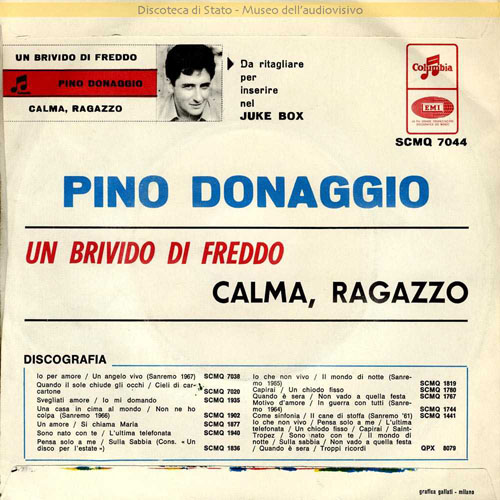 Discoteca di Stato - Museo dell'audiovisivo
UN BRIVIDO DI FREDDO
PINO DONAGGIO
CALMA, RAGAZZO
Da ritagliare
per
inserire
nel
JUKE BOX
Columbia
EMI
SCMQ 7044
PINO DONAGGIO
UN BRIVIDO DI FREDDO
CALMA, RAGAZZO
DISCOGRAFIA
Io per amore / Un angelo vivo (Sanremo 1967) SCMQ 7038
Quando il sole chiude gli occhi / Cieli di car-
cartone SCMQ 7020
Svegliati amore / Io mi domando SCMQ 1935
Una casa in cima al mondo / Non ne ho
colpa (Sanremo 1966) SCMQ 1902
Un amore / Si chiama Maria SCMQ 1877
Sono nato con te / L'ultima telefonata SCMQ 1940
Pensa solo a me / Sulla Sabbia (Cons. « Un
disco per l'estate ») SCMQ 1836
Io che non vivo / Il mondo di notte (Sanre-
mo 1965) SCMQ 1819
Capirai / Un chiodo fisso SCMQ 1780
Quando è sera / Non vado a quella festa SCMQ 1767
Motivo d'amore / In guerra con tutti (Sanre-
mo 1964) SCMQ 1744
Come sinfonia / Il cane di stoffa (Sanremo '61) SCMQ 1441
Io che non vivo / Pensa solo a me / L'ultima
telefonata / Un chiodo fisso / Capirai / Saint-
Tropez / Sono nato con te / Il mondo di
notte / Sulla sabbia / Non vado a quella festa
/ Quando è sera / Troppi ricordi QPX 8079
grafica gallati - milano